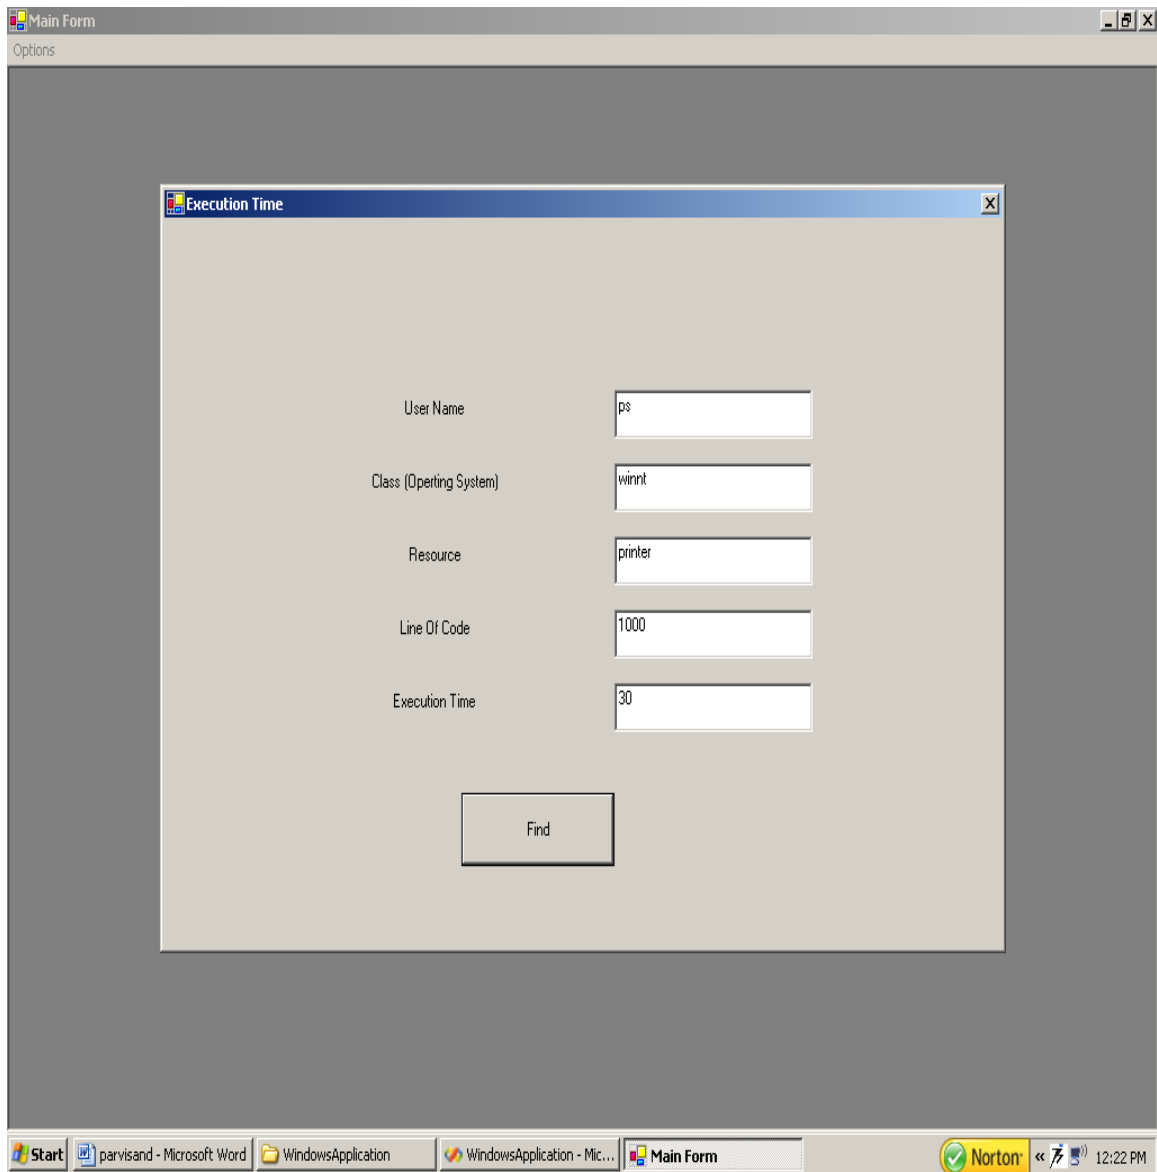 Main Form
Options
Execution Time
User Name ps
Class (Operting System) winnt
Resource printer
Line Of Code 1000
Execution Time 30
Find
Start parvisand - Microsoft Word WindowsApplication WindowsApplication - Mic... Main Form Norton « 12:22 PM